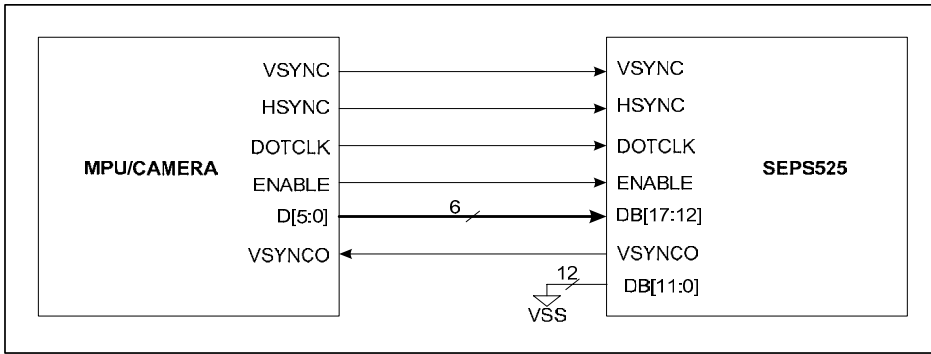 MPU/CAMERA
VSYNC
HSYNC
DOTCLK
ENABLE
D[5:0]
VSYNCO
6
12
VSS
VSYNC
HSYNC
DOTCLK
ENABLE
DB[17:12]
VSYNCO
DB[11:0]
SEPS525